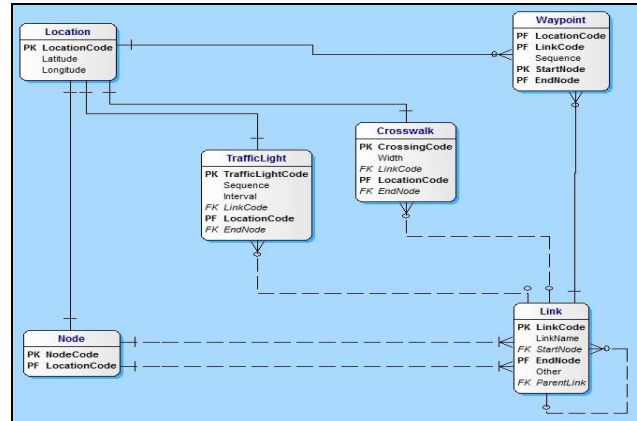 Location
PK LocationCode
Latitude
Longitude
Waypoint
PF LocationCode
PF LinkCode
Sequence
PK StartNode
PF EndNode
Crosswalk
PK CrossingCode
Width
FK LinkCode
PF LocationCode
FK EndNode
TrafficLight
PK TrafficLightCode
Sequence
Interval
FK LinkCode
PF LocationCode
FK EndNode
Node
PK NodeCode
PF LocationCode
Link
PK LinkCode
LinkName
FK StartNode
PF EndNode
Other
FK ParentLink